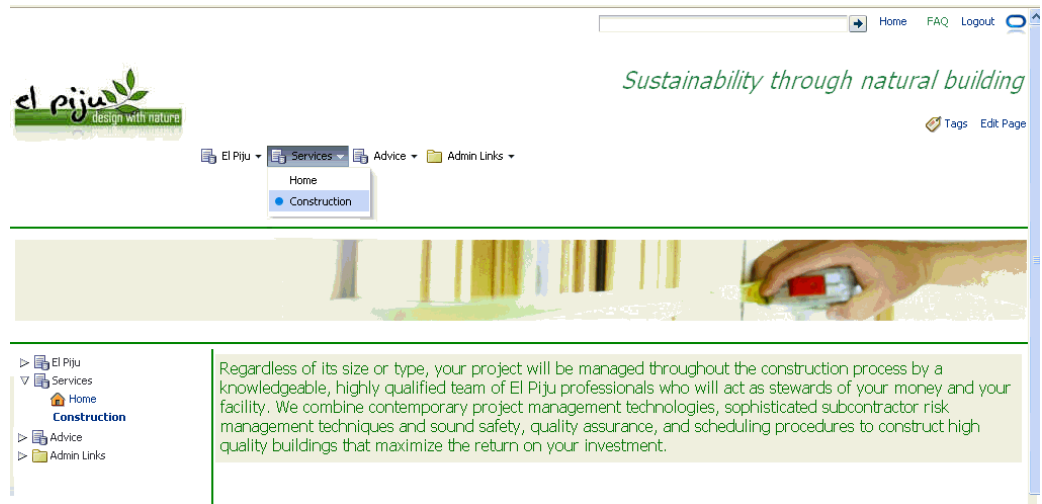 Home FAQ Logout
Sustainability through natural building
el piju
design with nature
Tags Edit Page
El Piju Services Advice Admin Links
Home
Construction
El Piju
Services
Home
Construction
Advice
Admin Links
Regardless of its size or type, your project will be managed throughout the construction process by a
knowledgeable, highly qualified team of El Piju professionals who will act as stewards of your money and your
facility. We combine contemporary project management technologies, sophisticated subcontractor risk
management techniques and sound safety, quality assurance, and scheduling procedures to construct high
quality buildings that maximize the return on your investment.